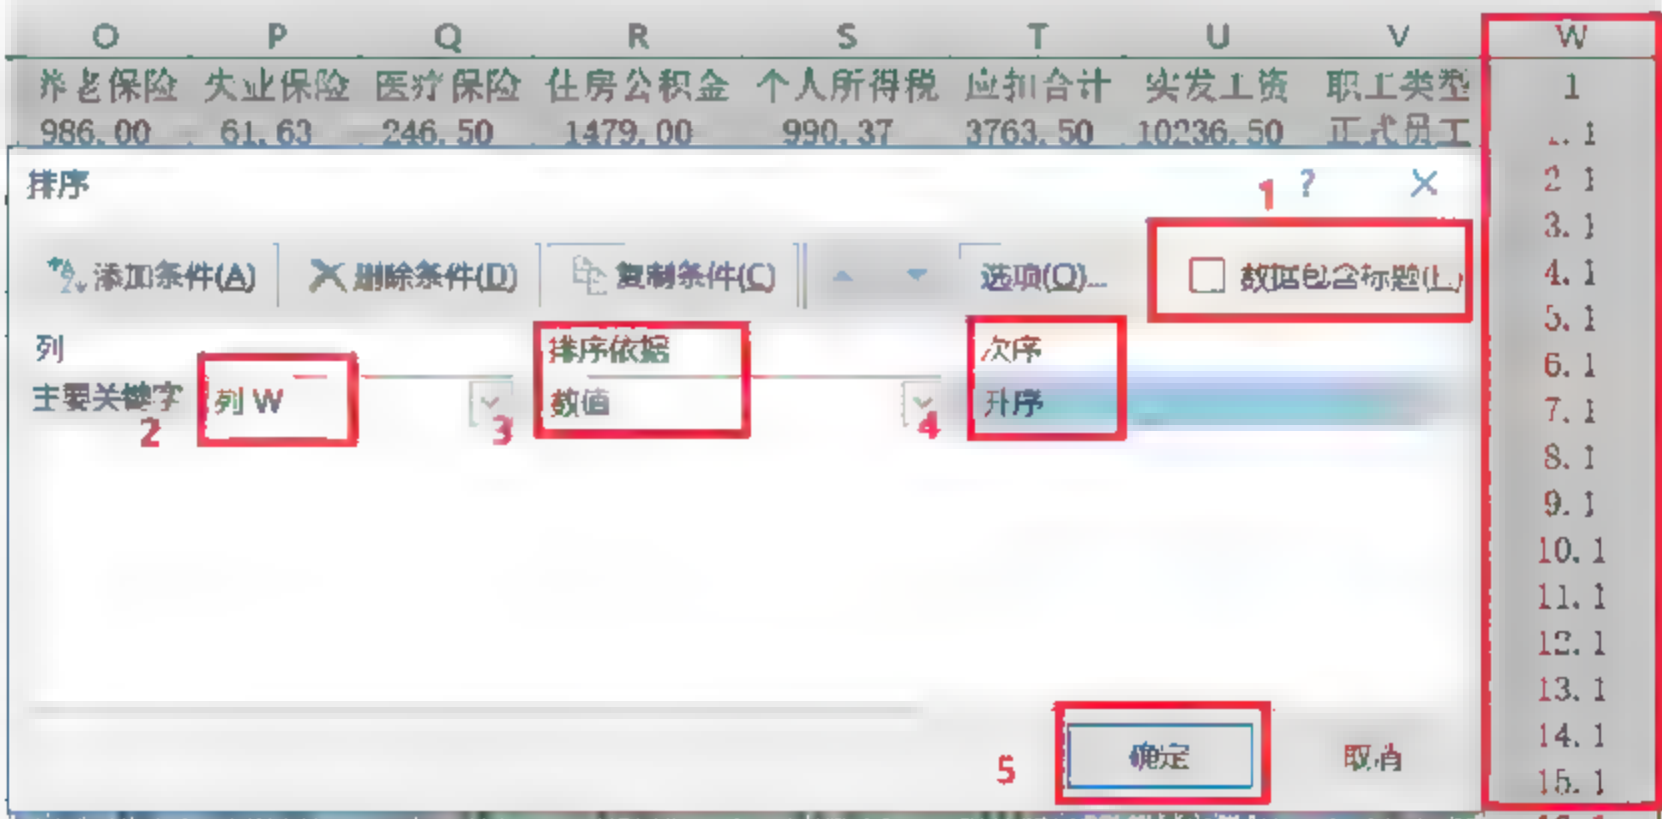 O P Q R S T U V W
养老保险 失业保险 医疗保险 住房公积金 个人所得税 应扣合计 实发工资 职工类型 1
986.00 61.63 246.50 1479.00 990.37 3763.50 10236.50 正式员工 1.1
排序 1 ? 2.1
3.1
添加条件(A) 删除条件(D) 复制条件(C) 选项(O)... 数据包含标题(H) 4.1
5.1
列 排序依据 次序 6.1
主要关键字 列 W 数值 升序 7.1
2 3 4
8.1
9.1
10.1
11.1
12.1
13.1
14.1
5 确定 取消
15.1